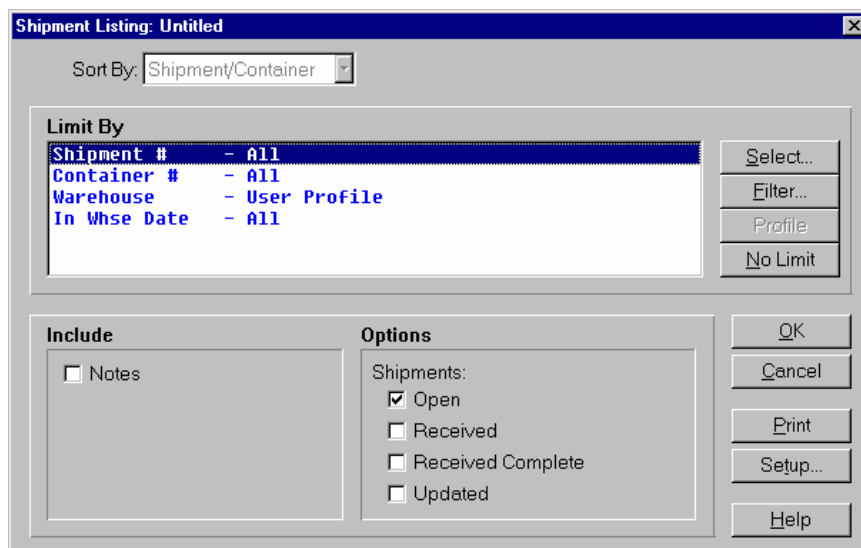 Shipment Listing: Untitled
Sort By: Shipment/Container
Limit By
Shipment # - All
Container # - All
Warehouse - User Profile
In Whse Date - All
Select...
Filter...
Profile
No Limit
Include
Notes
Options
Shipments:
Open
Received
Received Complete
Updated
OK
Cancel
Print
Setup...
Help